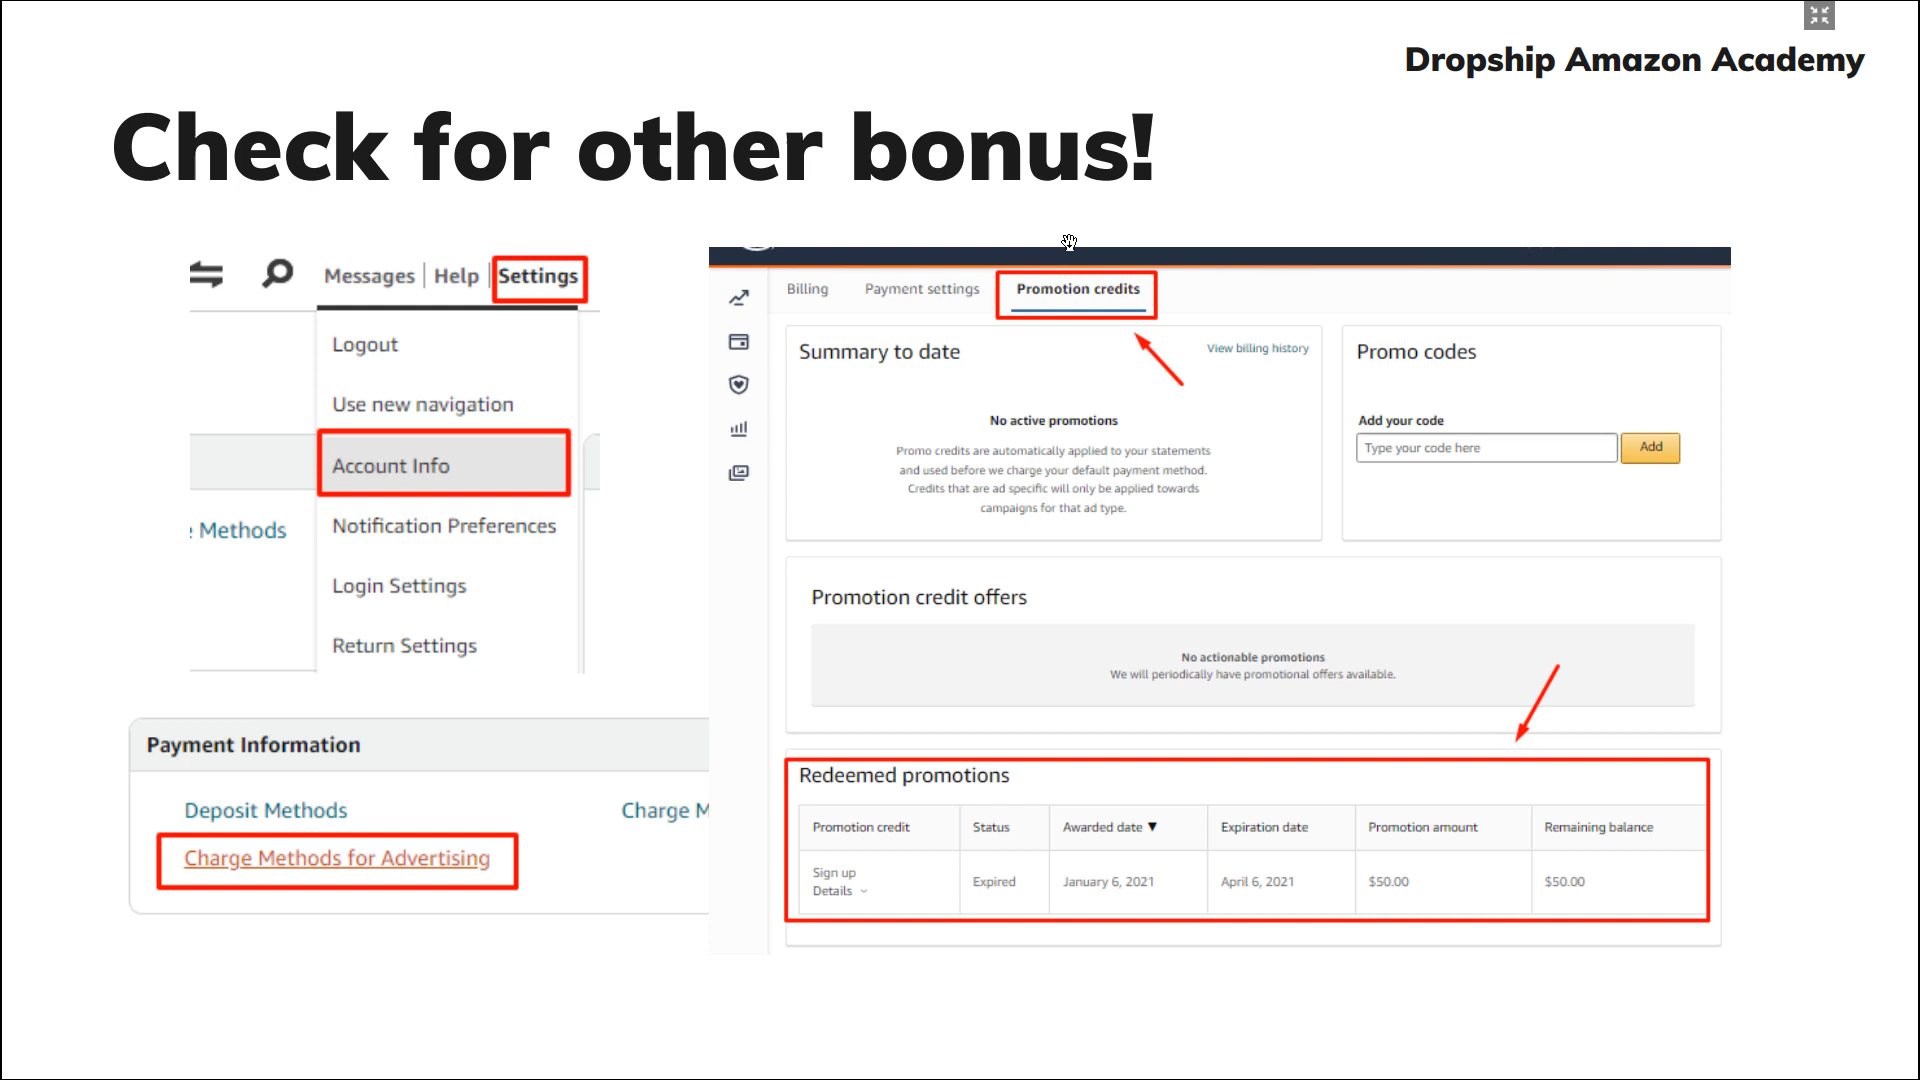 Dropship Amazon Academy
Check for other bonus!
Messages Help Settings
Logout
Use new navigation
Account Info
Methods
Notification Preferences
Login Settings
Return Settings
Payment Information
Deposit Methods
Charge M
Charge Methods for Advertising
Billing Payment settings Promotion credits
Summary to date
View billing history
No active promotions
Promo credits are automatically applied to your statements
and used before we charge your default payment method.
Credits that are ad specific will only be applied towards
campaigns for that ad type.
Promo codes
Add your code
Type your code here
Add
Promotion credit offers
No actionable promotions
We will periodically have promotional offers available.
Redeemed promotions
Promotion credit Status Awarded date Expiration date Promotion amount Remaining balance
Sign up
Details
Expired January 6, 2021 April 6, 2021 $50.00 $50.00